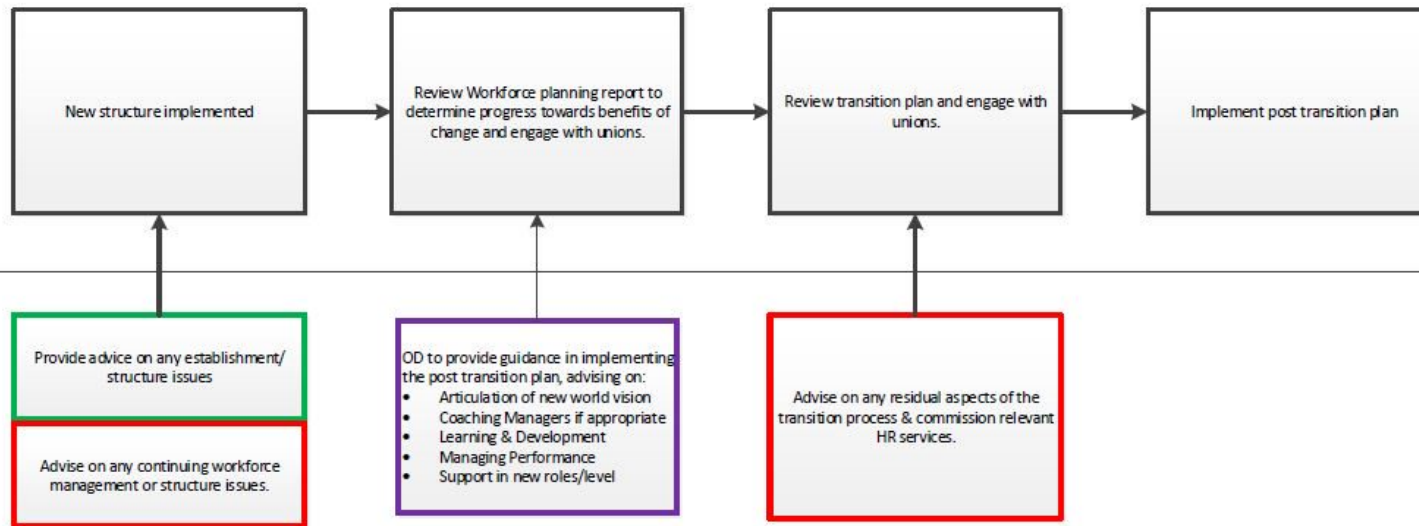 New structure implemented
Review Workforce planning report to
determine progress towards benefits of
change and engage with unions.
Review transition plan and engage with
unions.
Implement post transition plan
Provide advice on any establishment/
structure issues
Advise on any continuing workforce
management or structure issues.
OD to provide guidance in implementing
the post transition plan, advising on:
• Articulation of new world vision
• Coaching Managers if appropriate
• Learning & Development
• Managing Performance
• Support in new roles/level
Advise on any residual aspects of the
transition process & commission relevant
HR services.